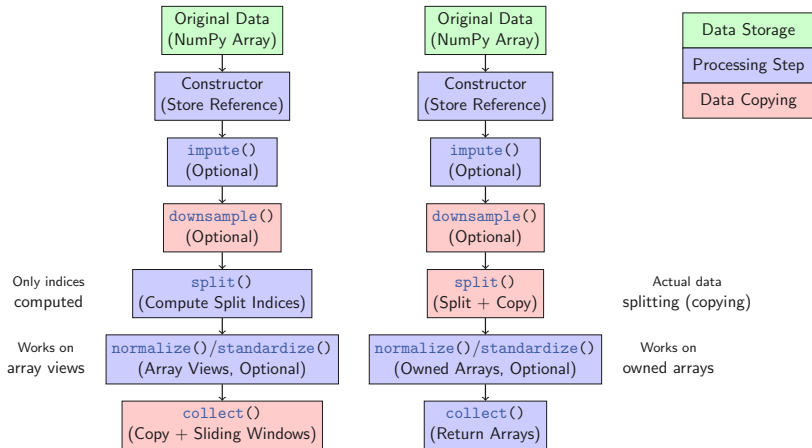 Original Data
(NumPy Array)
Constructor
(Store Reference)
impute()
(Optional)
downsample()
(Optional)
Only indices
computed
split()
(Compute Split Indices)
Works on
array views
normalize()/standardize()
(Array Views, Optional)
collect()
(Copy + Sliding Windows)
Original Data
(NumPy Array)
Constructor
(Store Reference)
impute()
(Optional)
downsample()
(Optional)
split()
(Split + Copy)
Actual data
splitting (copying)
normalize()/standardize()
(Owned Arrays, Optional)
Works on
owned arrays
collect()
(Return Arrays)
Data Storage
Processing Step
Data Copying